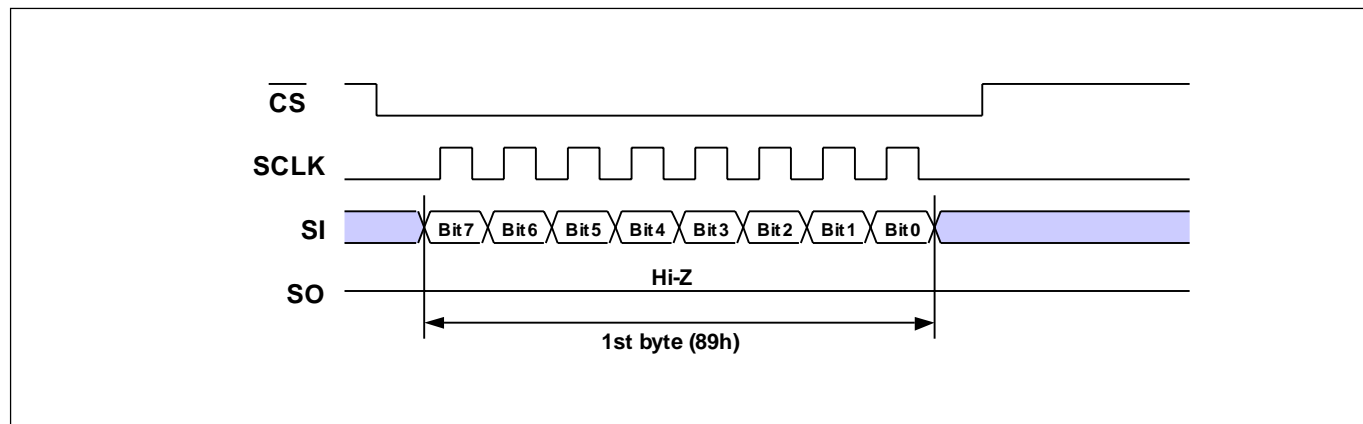 CS
SCLK
SI
Bit7 Bit6 Bit5 Bit4 Bit3 Bit2 Bit1 Bit0
Hi-Z
SO
1st byte (89h)